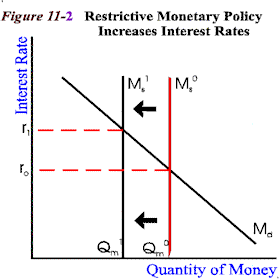 Figure 11-2 Restrictive Monetary Policy
Increases Interest Rates
Interest Rate
Ms1 Ms0
r1
r0
Md
Qm1 Qm0
Quantity of Money